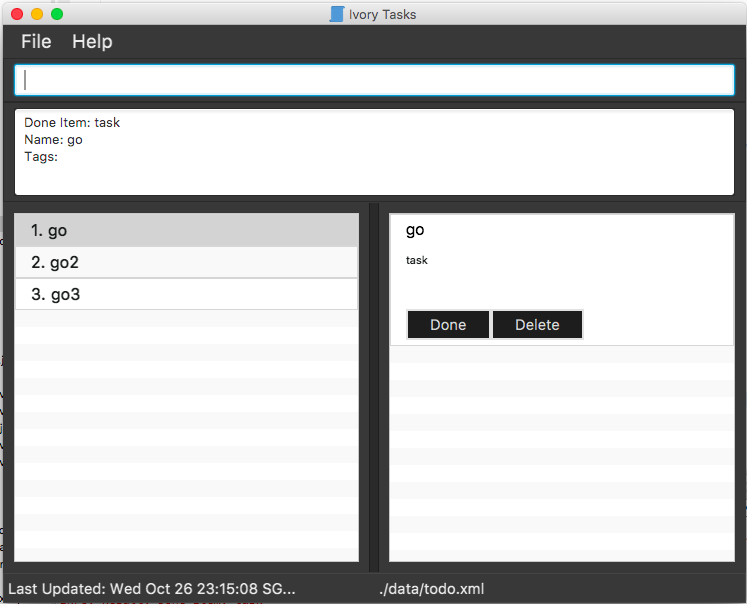 Ivory Tasks
File Help
Done Item: task
Name: go
Tags:
1. go
2. go2
3. go3
go
task
Done Delete
Last Updated: Wed Oct 26 23:15:08 SG...
./data/todo.xml